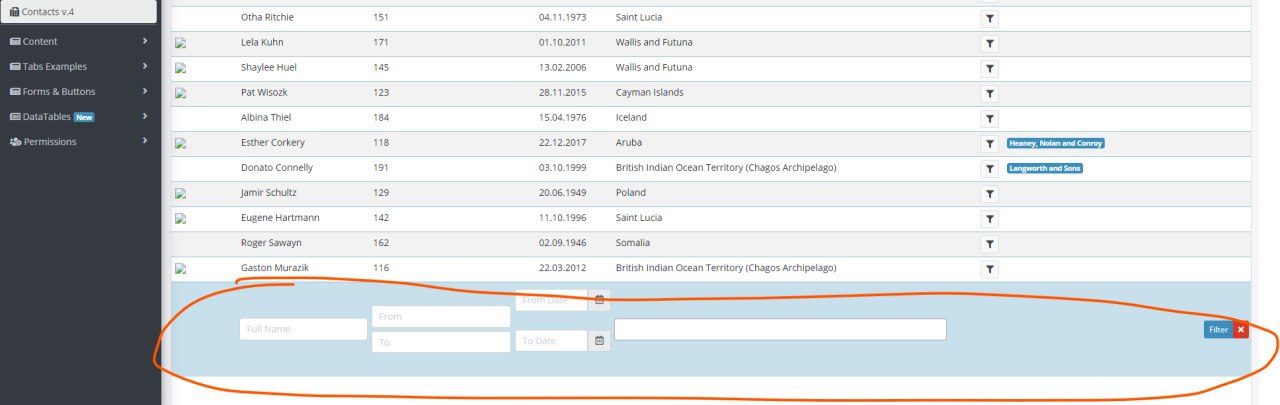 Contacts v.4
Content
Tabs Examples
Forms & Buttons
DataTables New
Permissions
Otha Ritchie 151 04.11.1973 Saint Lucia
Lela Kuhn 171 01.10.2011 Wallis and Futuna
Shaylee Huel 145 13.02.2006 Wallis and Futuna
Pat Wisozk 123 28.11.2015 Cayman Islands
Albina Thiel 184 15.04.1976 Iceland
Esther Corkery 118 22.12.2017 Aruba Heaney, Nolan and Conroy
Donato Connelly 191 03.10.1999 British Indian Ocean Territory (Chagos Archipelago) Langworth and Sons
Jamir Schultz 129 20.06.1949 Poland
Eugene Hartmann 142 11.10.1996 Saint Lucia
Roger Sawayn 162 02.09.1946 Somalia
Gaston Murazik 116 22.03.2012 British Indian Ocean Territory (Chagos Archipelago)
From Date
From
Full Name Filter
To To Date